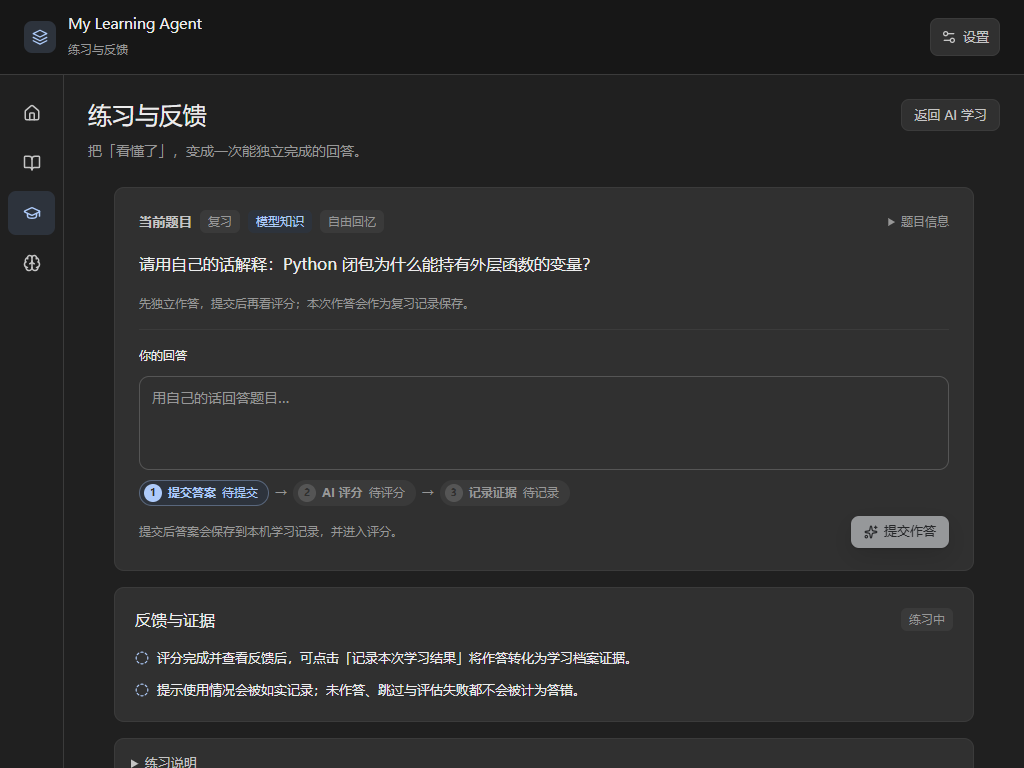 My Learning Agent
练习与反馈
设置
练习与反馈
返回 AI 学习
把「看懂了」，变成一次能独立完成的回答。
当前题目 复习 模型知识 自由回忆
题目信息
请用自己的话解释：Python 闭包为什么能持有外层函数的变量？
先独立作答，提交后再看评分；本次作答会作为复习记录保存。
你的回答
用自己的话回答题目...
1 提交答案 待提交 → 2 AI 评分 待评分 → 3 记录证据 待记录
提交后答案会保存到本机学习记录，并进入评分。
提交作答
反馈与证据
练习中
评分完成并查看反馈后，可点击「记录本次学习结果」将作答转化为学习档案证据。
提示使用情况会被如实记录；未作答、跳过与评估失败都不会被计为答错。
练习说明